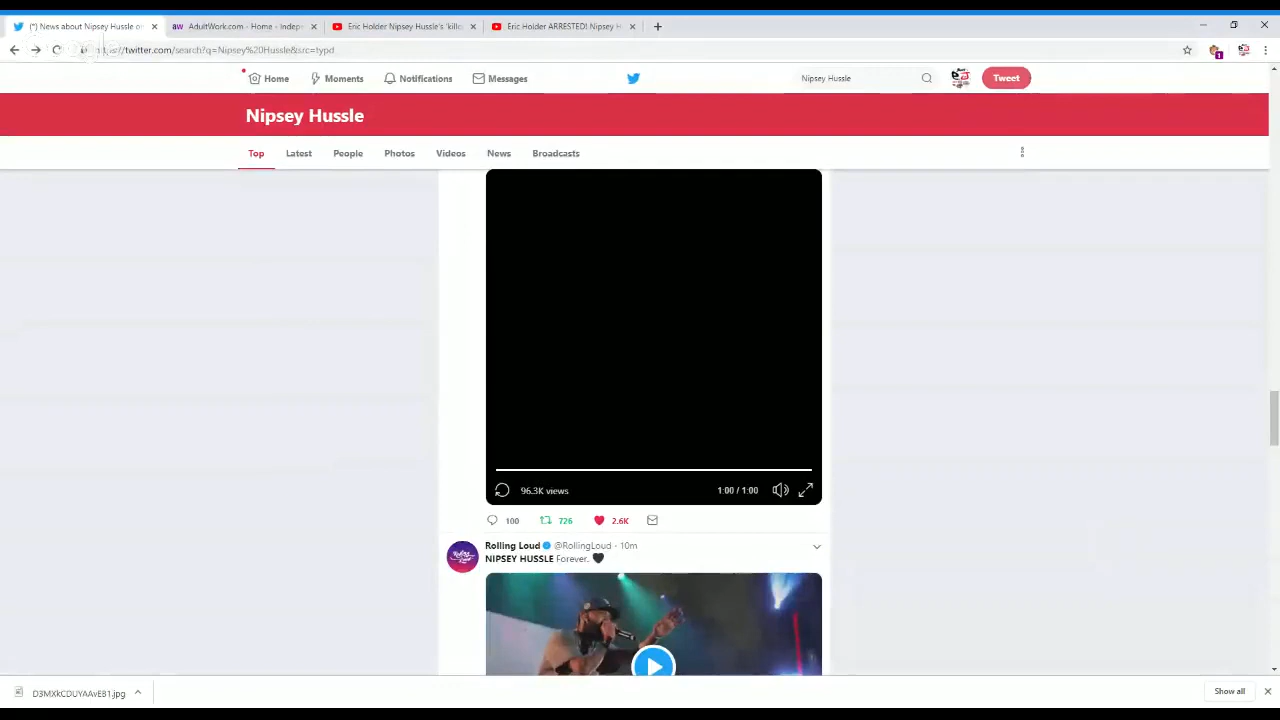 (*) News about Nipsey Hussle o
AdultWork.com - Home - Indep
Eric Holder Nipsey Hussle's 'kille
Eric Holder ARRESTED! Nipsey H
twitter.com/search?q=Nipsey%20Hussle&src=typd
1
Home
Moments
Notifications
Messages
Nipsey Hussle
Tweet
Nipsey Hussle
Top
Latest
People
Photos
Videos
News
Broadcasts
96.3K views
1:00 / 1:00
100
726
2.6K
Rolling Loud @RollingLoud · 10m
NIPSEY HUSSLE Forever.
D3MXkCDUYAAvEB1.jpg
Show all